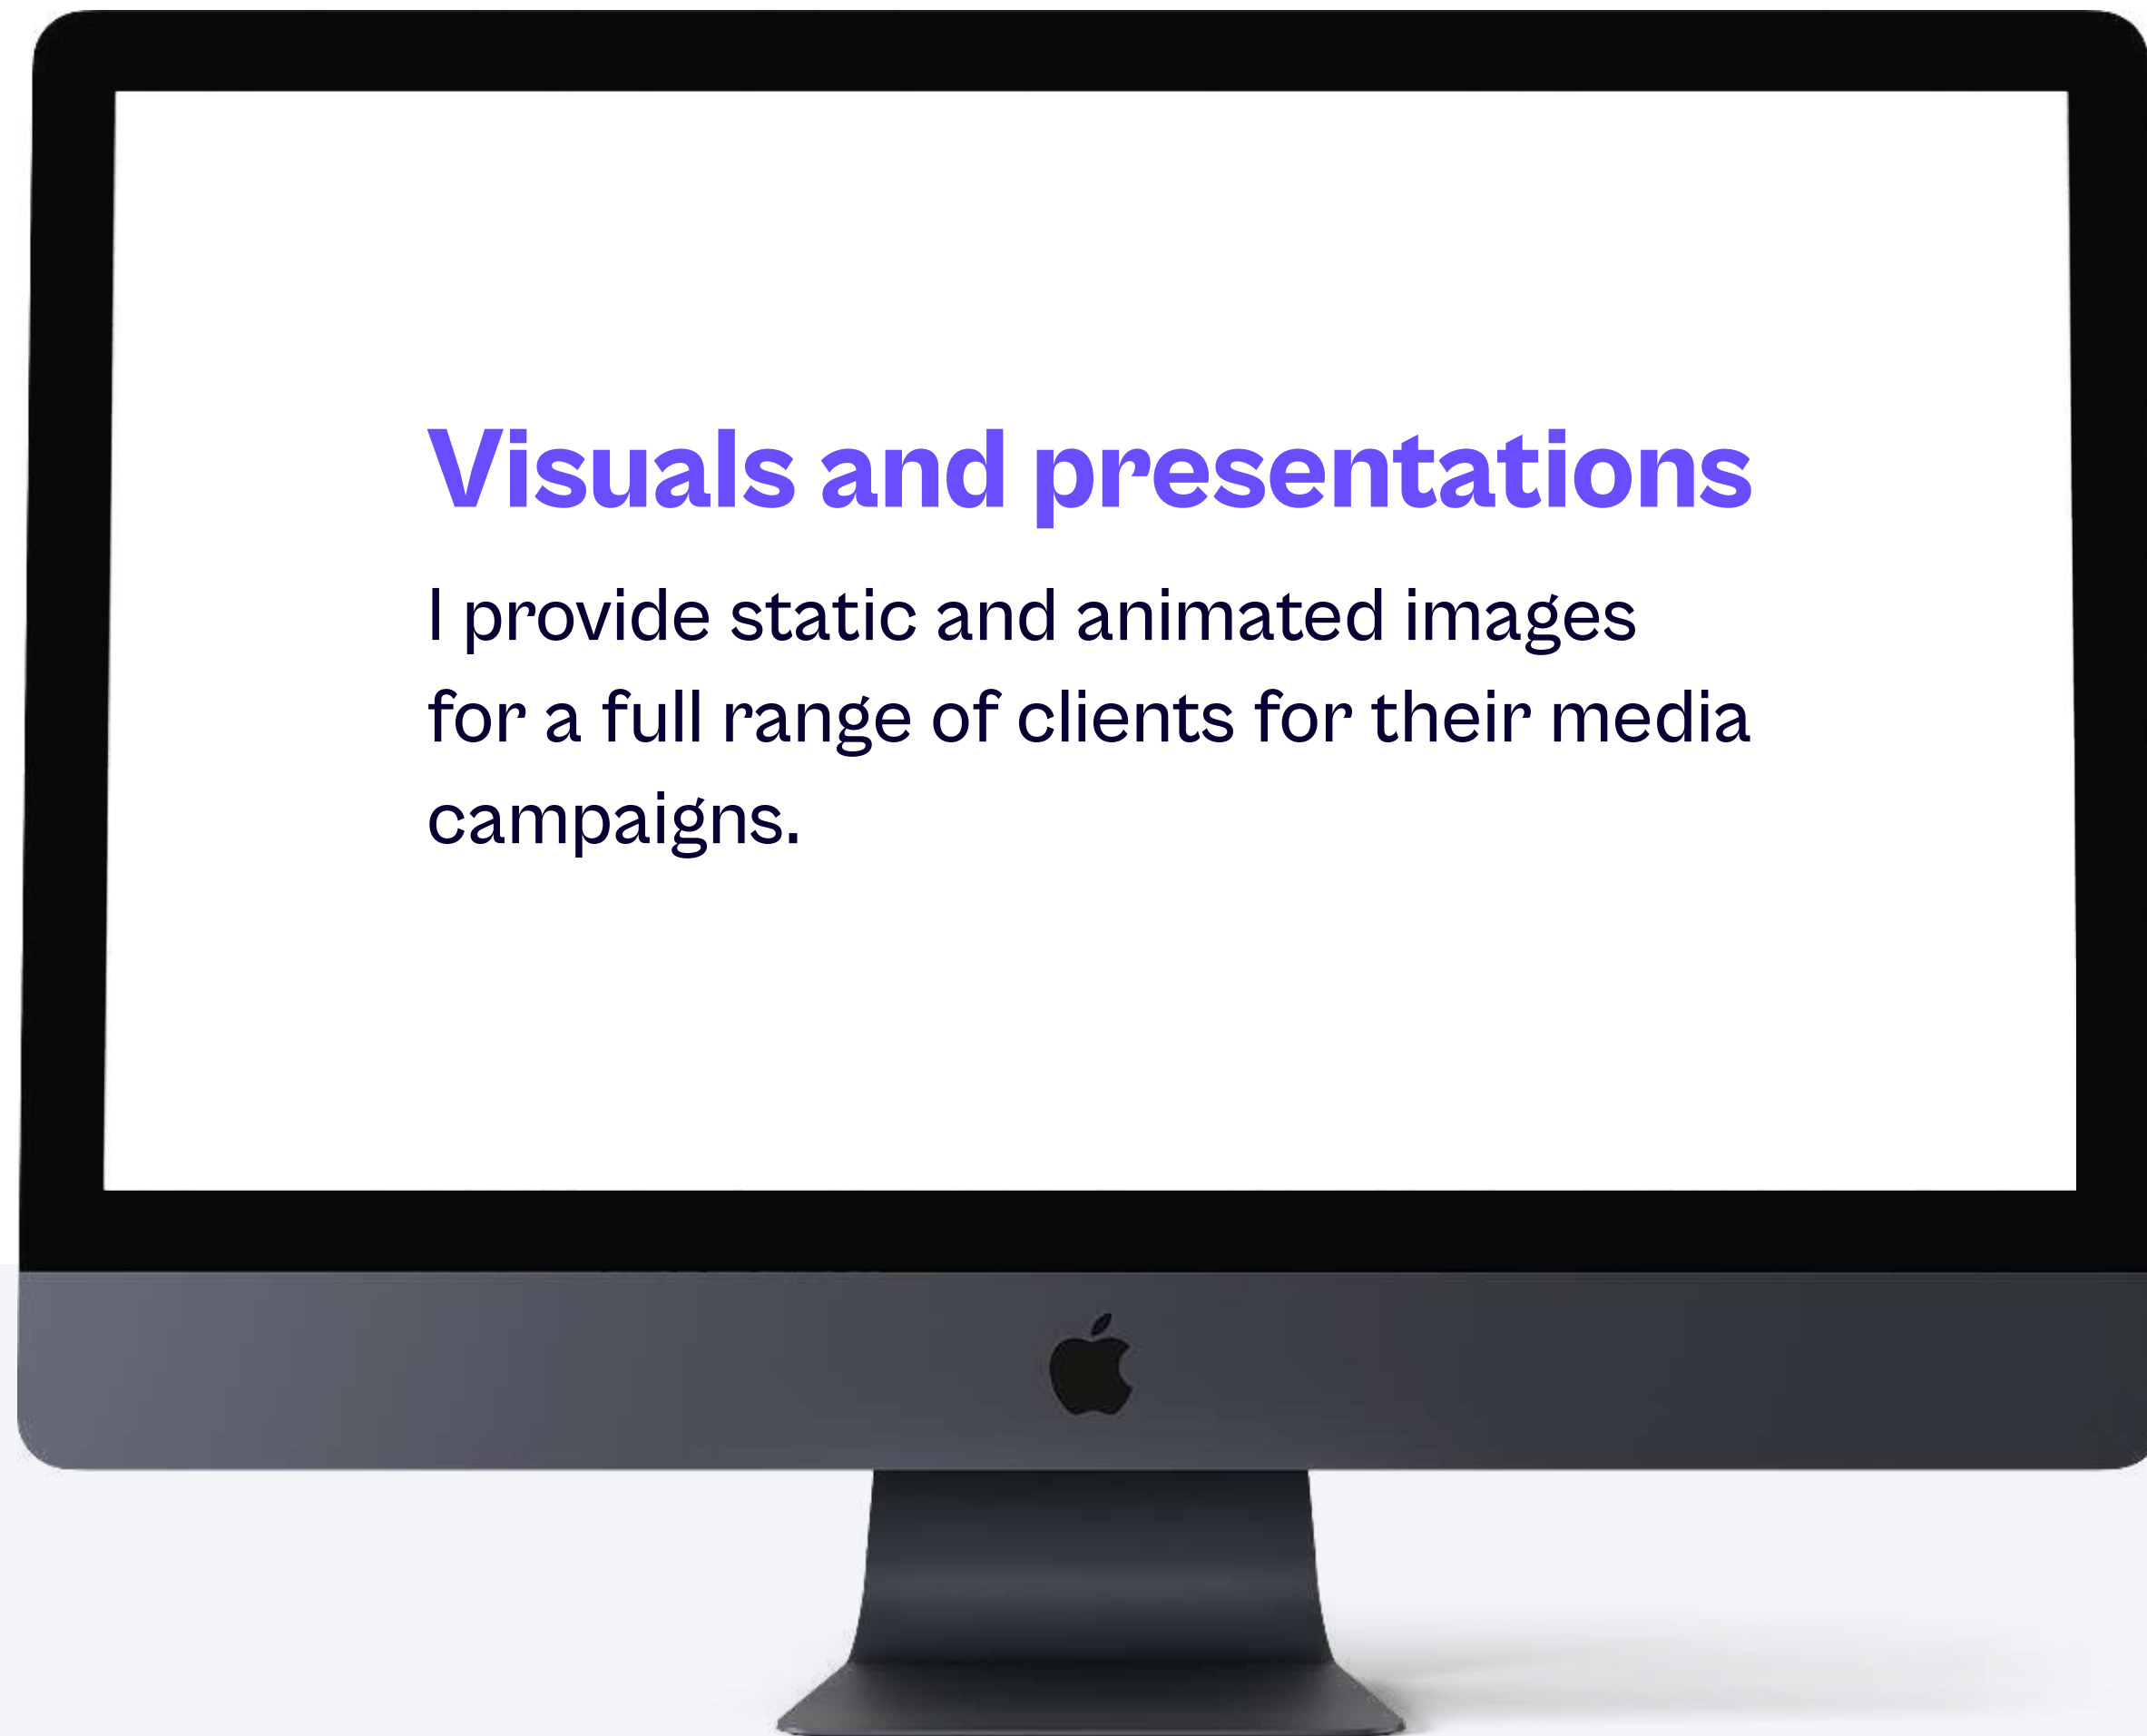 Visuals and presentations
I provide static and animated images
for a full range of clients for their media
campaigns.